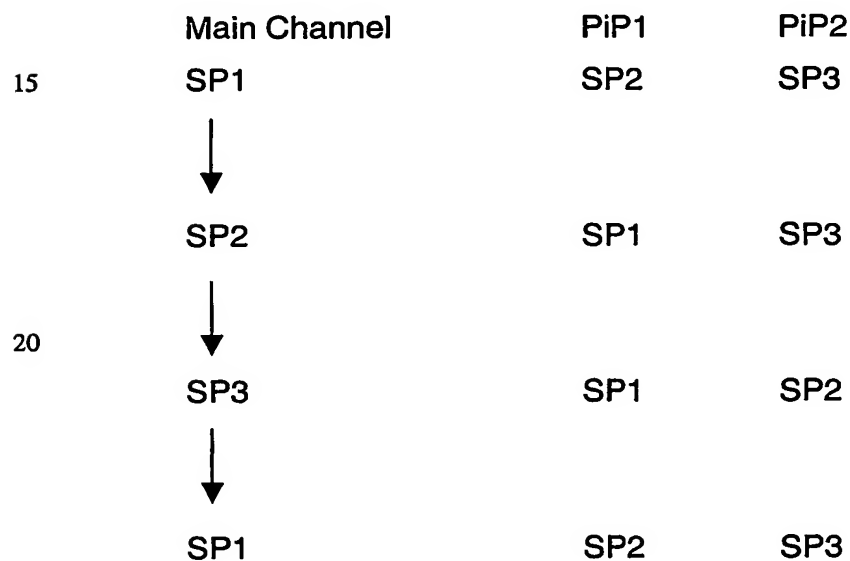 Main Channel PiP1 PiP2
15 SP1 SP2 SP3
SP2 SP1 SP3
20
SP3 SP1 SP2
SP1 SP2 SP3